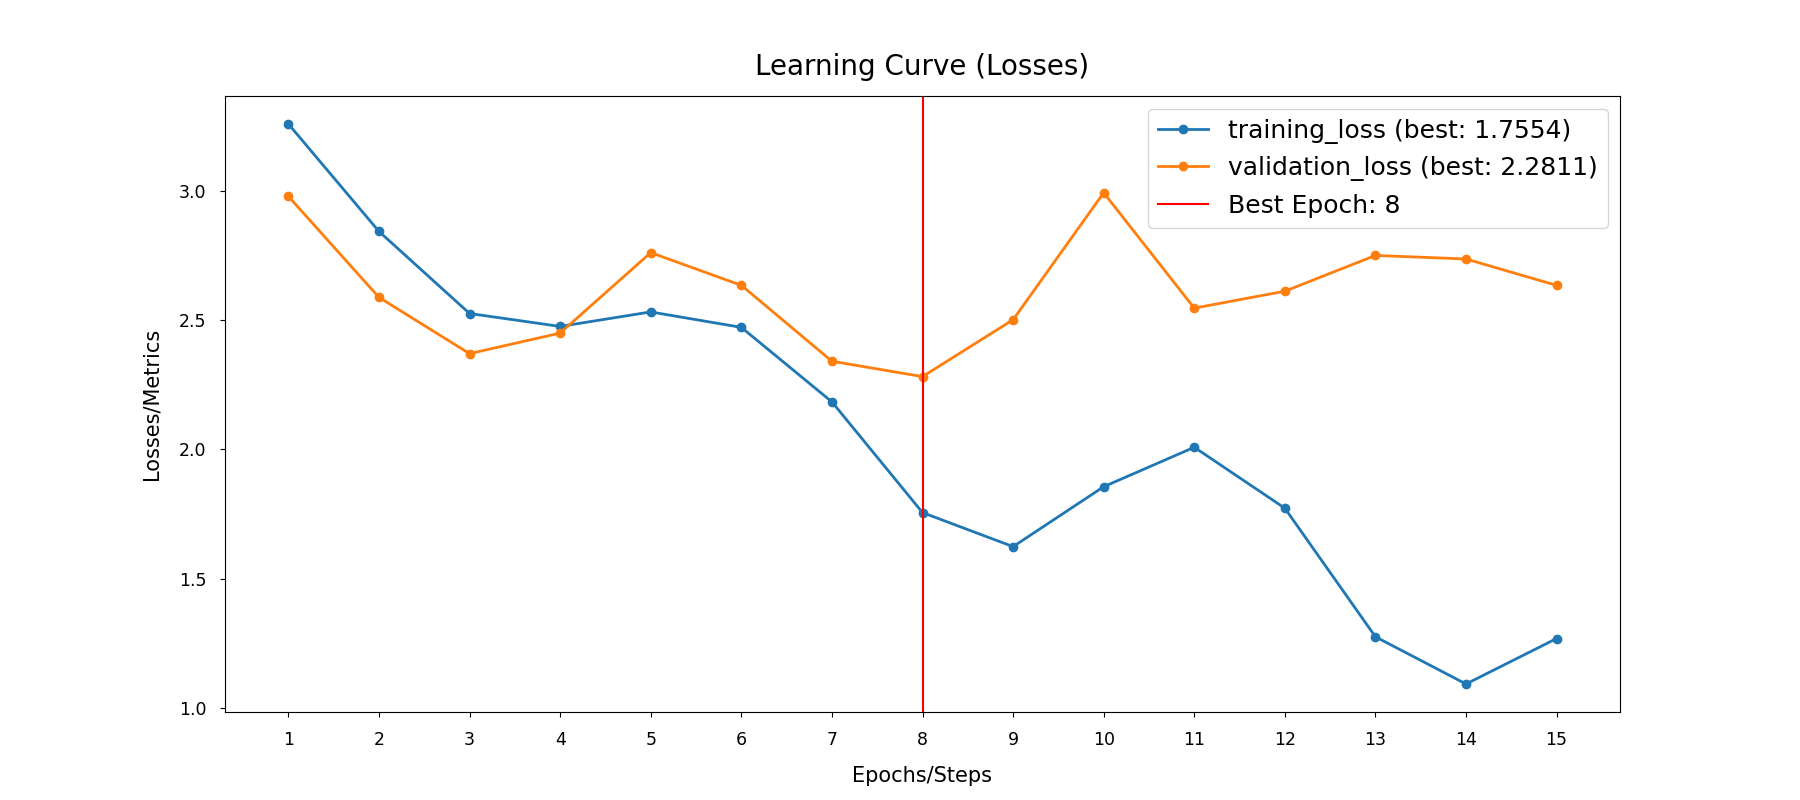 Learning Curve (Losses)
training_loss (best: 1.7554)
validation_loss (best: 2.2811)
Best Epoch: 8
Losses/Metrics
3.0
2.5
2.0
1.5
1.0
1 2 3 4 5 6 7 8 9 10 11 12 13 14 15
Epochs/Steps